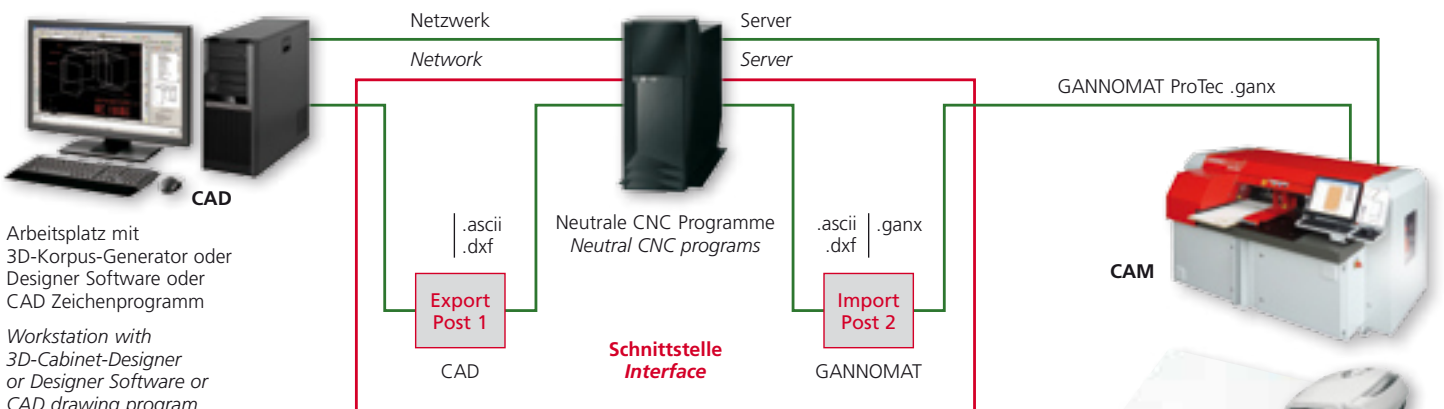 Netzwerk
Network
Server
Server
GANNOMAT ProTec .ganx
CAD
Arbeitsplatz mit
3D-Korpus-Generator oder
Designer Software oder
CAD Zeichenprogramm
Workstation with
3D-Cabinet-Designer
or Designer Software or
CAD drawing program
.ascii
.dxf
Export
Post 1
CAD
Neutrale CNC Programme
Neutral CNC programs
Schnittstelle
Interface
.ascii
.dxf
.ganx
Import
Post 2
GANNOMAT
CAM